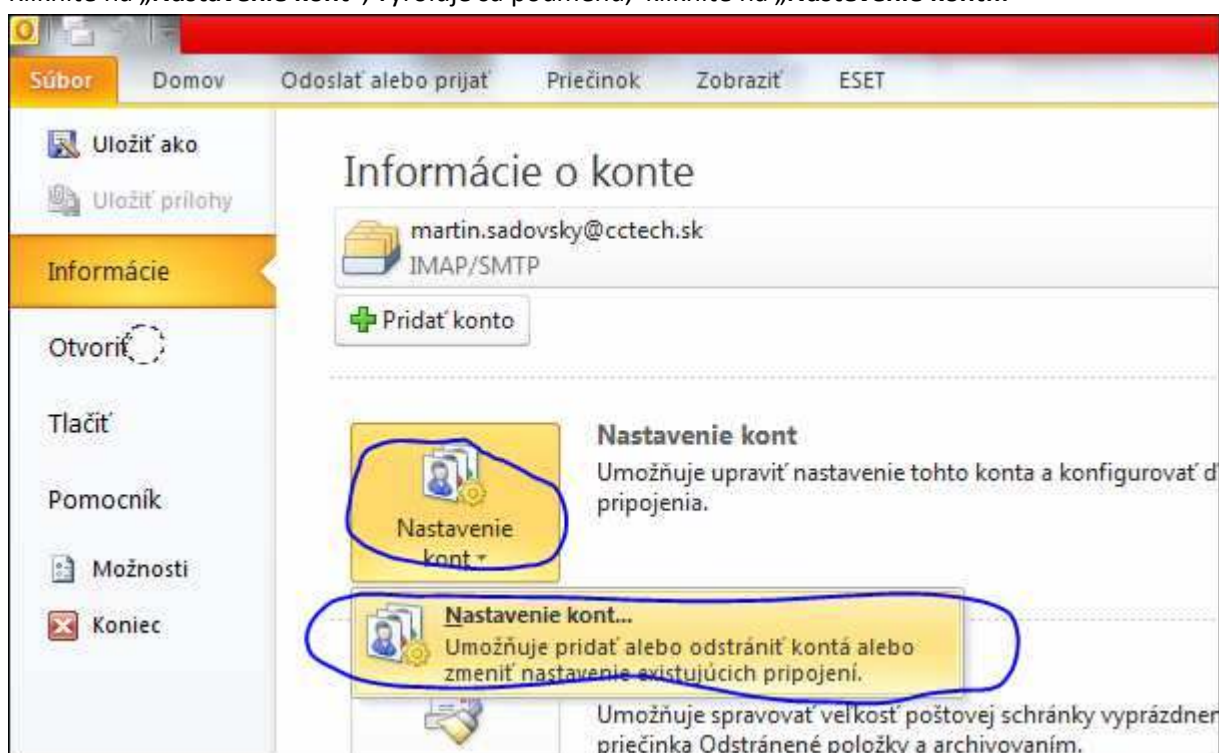 Súbor Domov Odoslať alebo prijať Priečinok Zobraziť ESET
Uložiť ako
Uložiť prílohy
Informácie
Otvoriť
Tlačiť
Pomocník
Možnosti
Koniec
Informácie o konte
martin.sadovsky@cctech.sk
IMAP/SMTP
Pridať konto
Nastavenie
kont
Nastavenie kont
Umožňuje upraviť nastavenie tohto konta a konfigurovať ď
pripojenia.
Nastavenie kont...
Umožňuje pridať alebo odstrániť kontá alebo
zmeniť nastavenie existujúcich pripojení.
Umožňuje spravovať veľkosť poštovej schránky vyprázdnen
priečinka Odstránené položky a archivovaním.